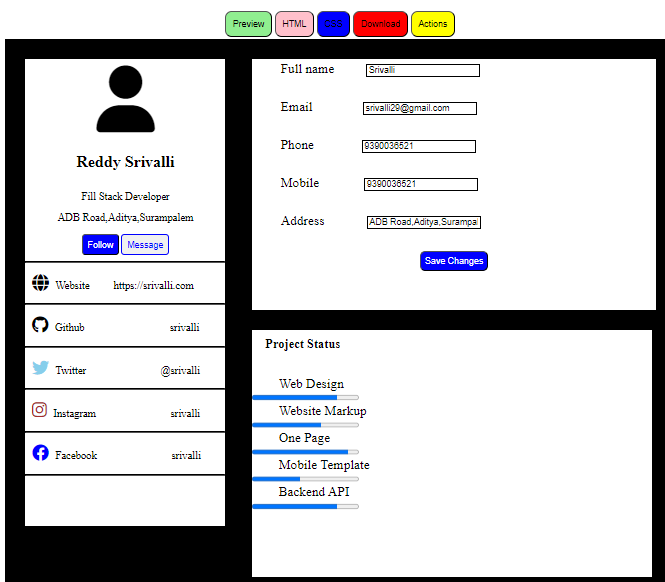 Preview HTML CSS Download Actions
Reddy Srivalli
Fill Stack Developer
ADB Road,Aditya,Surampalem
Follow Message
Website https://srivalli.com
Github srivalli
Twitter @srivalli
Instagram srivalli
Facebook srivalli
Full name Srivalli
Email srivalli29@gmail.com
Phone 9390036521
Mobile 9390036521
Address ADB Road,Aditya,Surampa
Save Changes
Project Status
Web Design
Website Markup
One Page
Mobile Template
Backend API